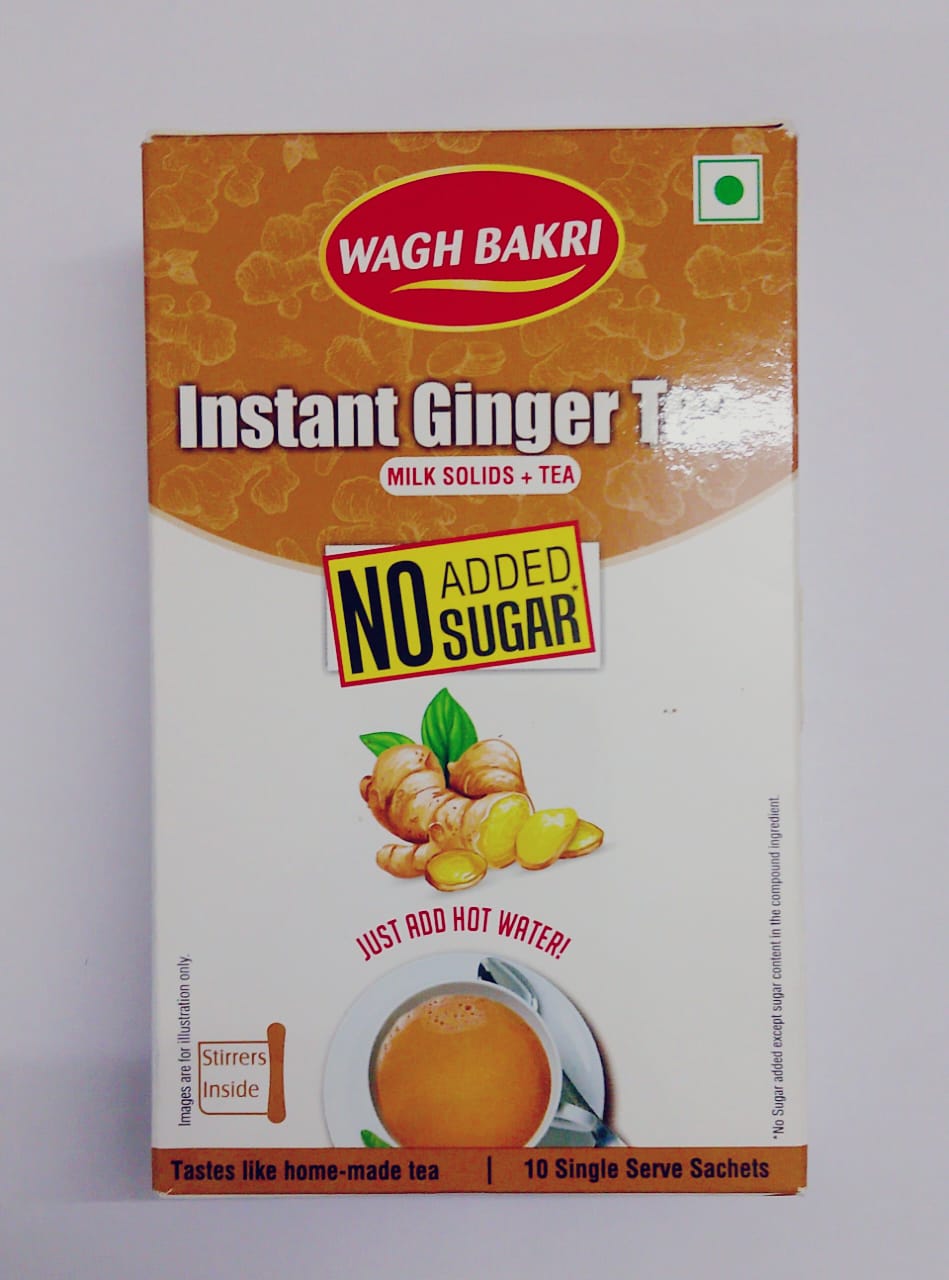 WAGH BAKRI
Instant Ginger Tea
MILK SOLIDS + TEA
NO ADDED
SUGAR*
JUST ADD HOT WATER!
Images are for illustration only.
Stirrers
Inside
*No Sugar added except sugar content in the compound ingredient.
Tastes like home-made tea | 10 Single Serve Sachets